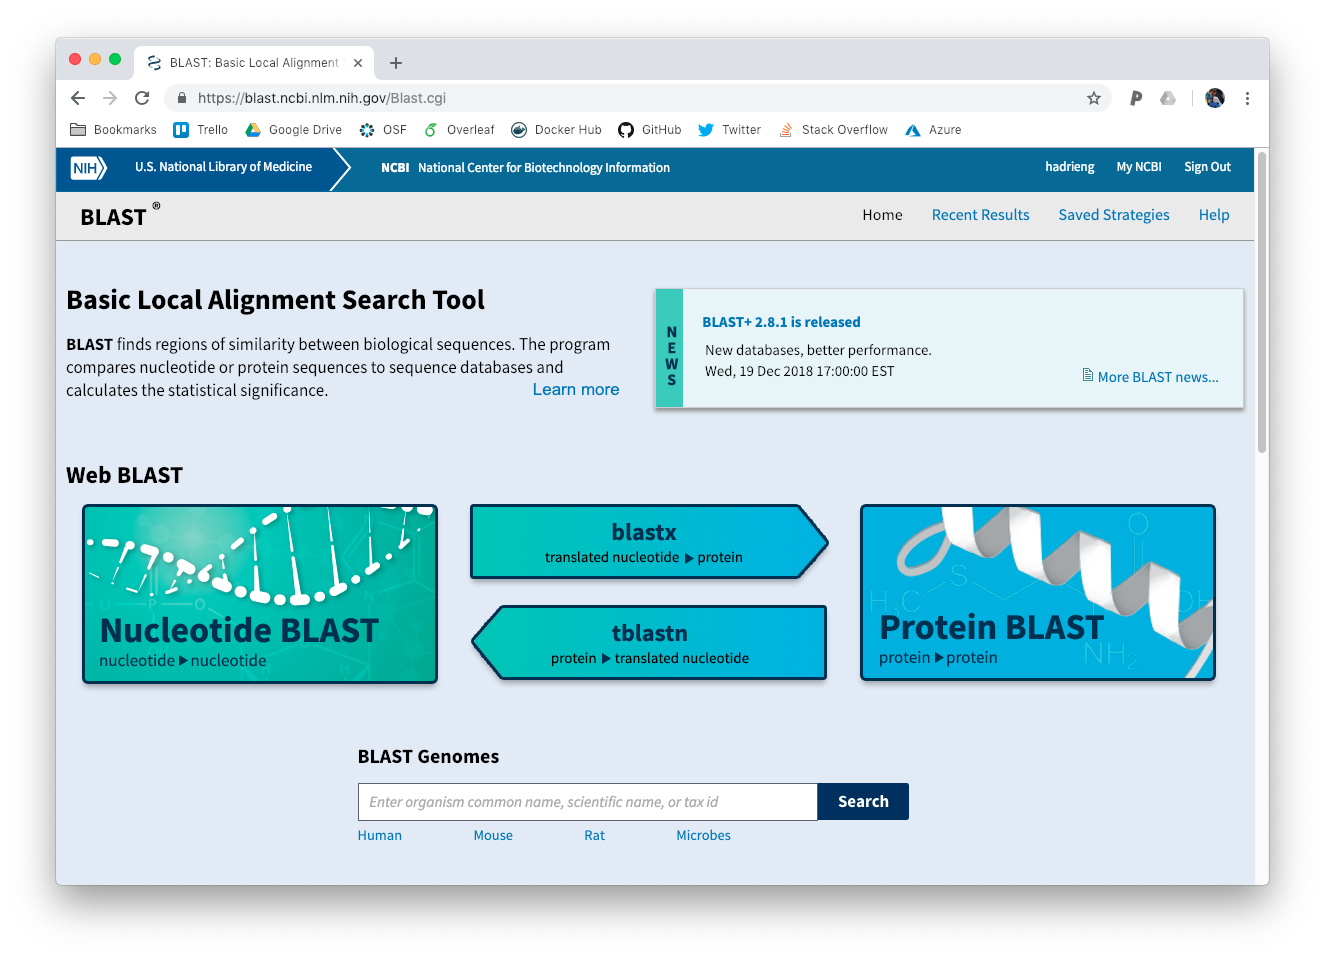 BLAST: Basic Local Alignment
https://blast.ncbi.nlm.nih.gov/Blast.cgi
Bookmarks Trello Google Drive OSF Overleaf Docker Hub GitHub Twitter Stack Overflow Azure
NIH U.S. National Library of Medicine NCBI National Center for Biotechnology Information hadrieng My NCBI Sign Out
BLAST ® Home Recent Results Saved Strategies Help
Basic Local Alignment Search Tool
BLAST finds regions of similarity between biological sequences. The program
compares nucleotide or protein sequences to sequence databases and
calculates the statistical significance. Learn more
NEWS
BLAST+ 2.8.1 is released
New databases, better performance.
Wed, 19 Dec 2018 17:00:00 EST
More BLAST news...
Web BLAST
Nucleotide BLAST
nucleotide ▶ nucleotide
blastx
translated nucleotide ▶ protein
tblastn
protein ▶ translated nucleotide
O
S
H₃C
OH
NH₂
Protein BLAST
protein ▶ protein
BLAST Genomes
Enter organism common name, scientific name, or tax id Search
Human Mouse Rat Microbes